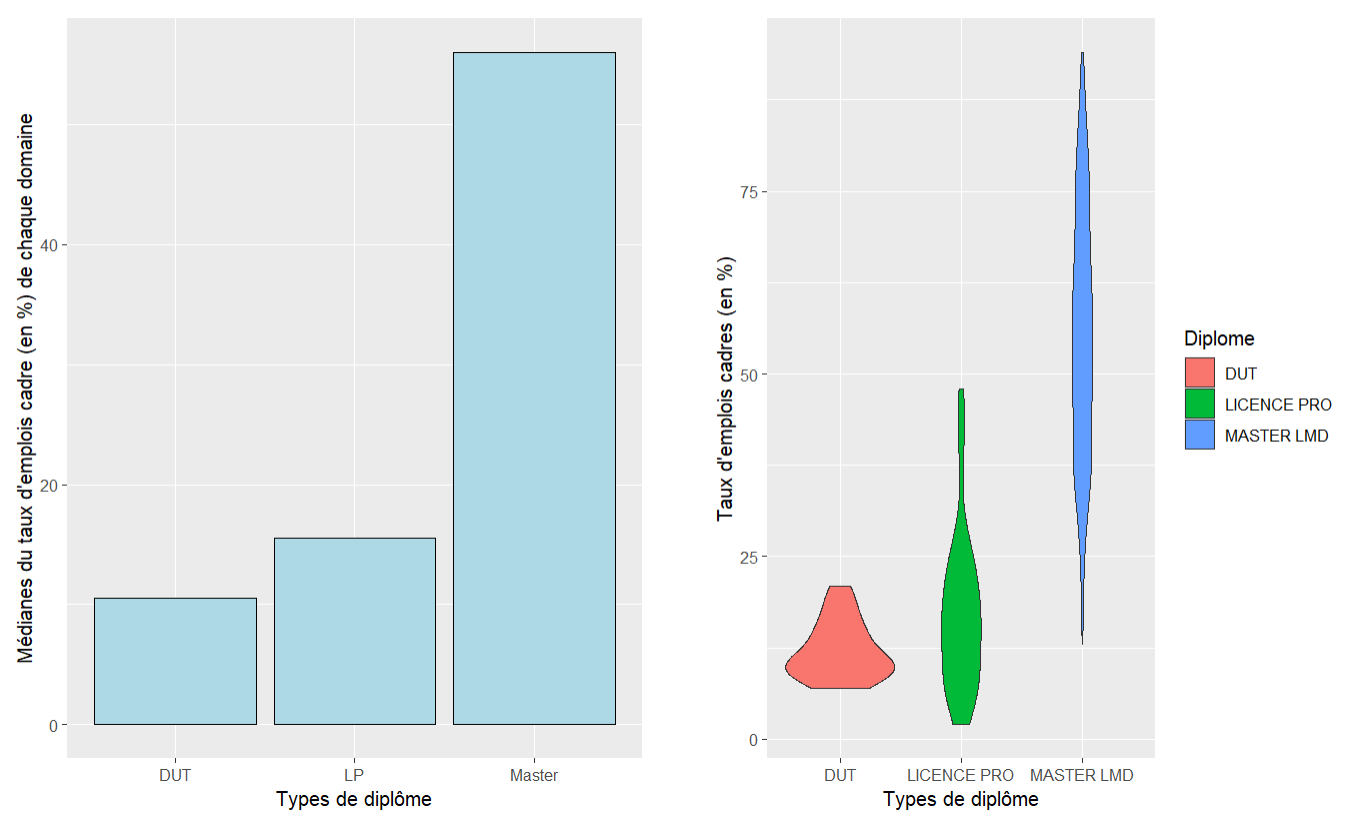 Médianes du taux d'emplois cadre (en %) de chaque domaine
40
20
0
DUT
LP
Master
Types de diplôme
Taux d'emplois cadres (en %)
75
50
25
0
DUT
LICENCE PRO
MASTER LMD
Types de diplôme
Diplome
DUT
LICENCE PRO
MASTER LMD